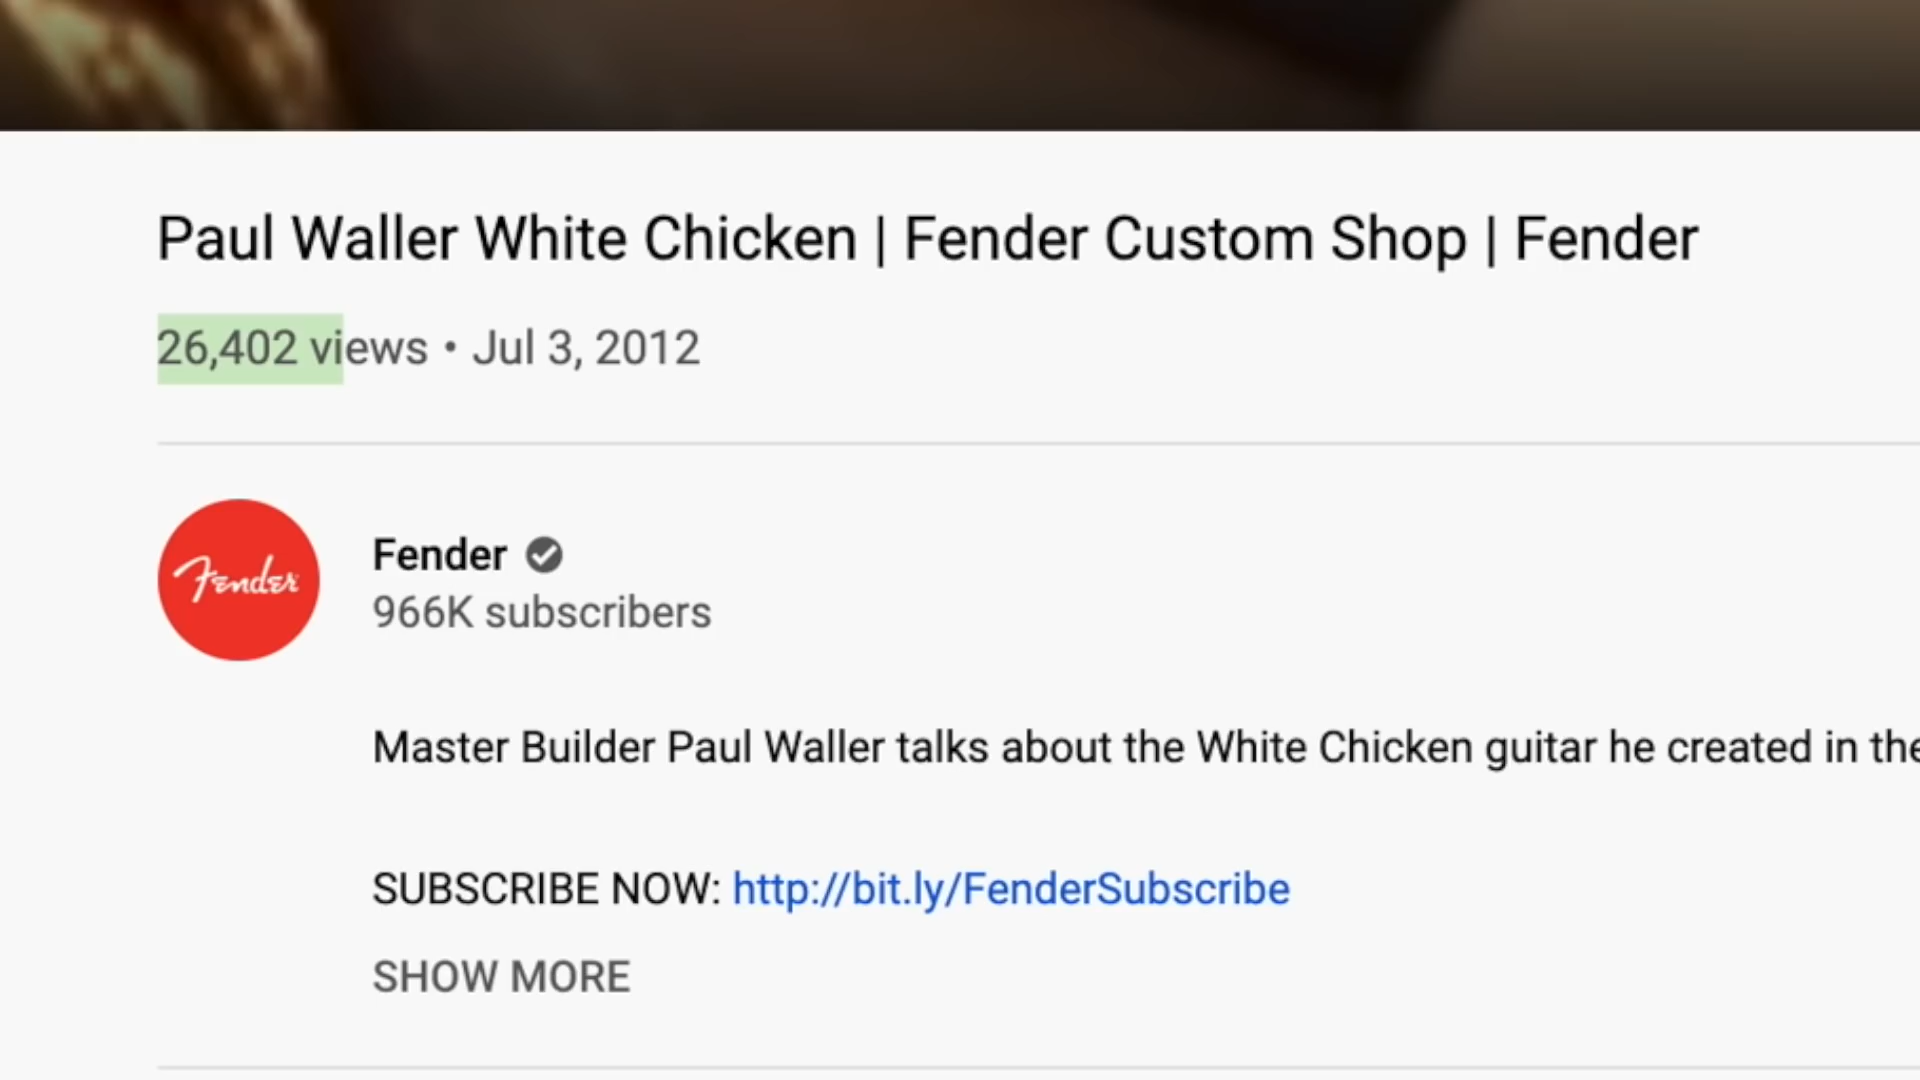 Paul Waller White Chicken | Fender Custom Shop | Fender
26,402 views • Jul 3, 2012
Fender
Fender
966K subscribers
Master Builder Paul Waller talks about the White Chicken guitar he created in the
SUBSCRIBE NOW: http://bit.ly/FenderSubscribe
SHOW MORE